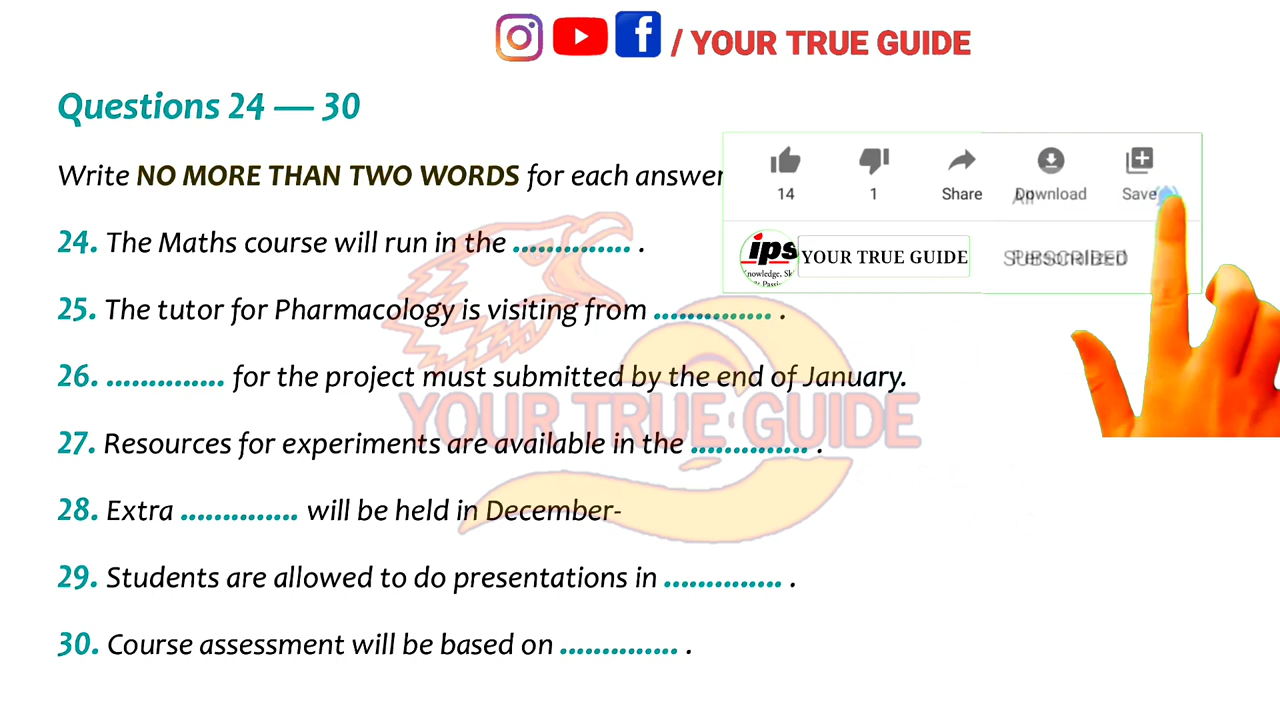 / YOUR TRUE GUIDE
Questions 24 — 30
Write NO MORE THAN TWO WORDS for each answer
24. The Maths course will run in the .............. .
25. The tutor for Pharmacology is visiting from .............. .
26. .............. for the project must submitted by the end of January.
27. Resources for experiments are available in the .............. .
28. Extra .............. will be held in December-
29. Students are allowed to do presentations in .............. .
30. Course assessment will be based on .............. .
14 1 Share Download Save
ips YOUR TRUE GUIDE SUBSCRIBED
YOUR TRUE GUIDE